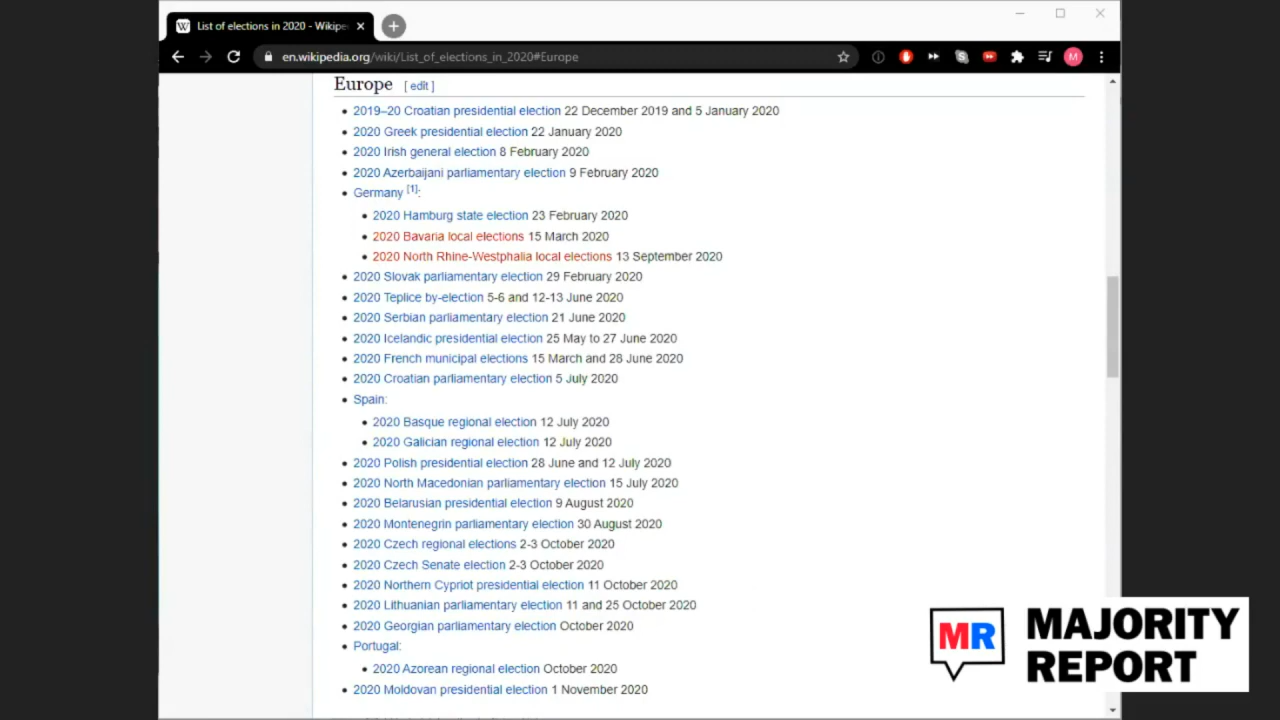 W List of elections in 2020 - Wikipe
en.wikipedia.org/wiki/List_of_elections_in_2020#Europe
M
Europe [ edit ]
2019–20 Croatian presidential election 22 December 2019 and 5 January 2020
2020 Greek presidential election 22 January 2020
2020 Irish general election 8 February 2020
2020 Azerbaijani parliamentary election 9 February 2020
Germany [1]:
2020 Hamburg state election 23 February 2020
2020 Bavaria local elections 15 March 2020
2020 North Rhine-Westphalia local elections 13 September 2020
2020 Slovak parliamentary election 29 February 2020
2020 Teplice by-election 5-6 and 12-13 June 2020
2020 Serbian parliamentary election 21 June 2020
2020 Icelandic presidential election 25 May to 27 June 2020
2020 French municipal elections 15 March and 28 June 2020
2020 Croatian parliamentary election 5 July 2020
Spain:
2020 Basque regional election 12 July 2020
2020 Galician regional election 12 July 2020
2020 Polish presidential election 28 June and 12 July 2020
2020 North Macedonian parliamentary election 15 July 2020
2020 Belarusian presidential election 9 August 2020
2020 Montenegrin parliamentary election 30 August 2020
2020 Czech regional elections 2-3 October 2020
2020 Czech Senate election 2-3 October 2020
2020 Northern Cypriot presidential election 11 October 2020
2020 Lithuanian parliamentary election 11 and 25 October 2020
2020 Georgian parliamentary election October 2020
Portugal:
2020 Azorean regional election October 2020
2020 Moldovan presidential election 1 November 2020
MR
MAJORITY
REPORT